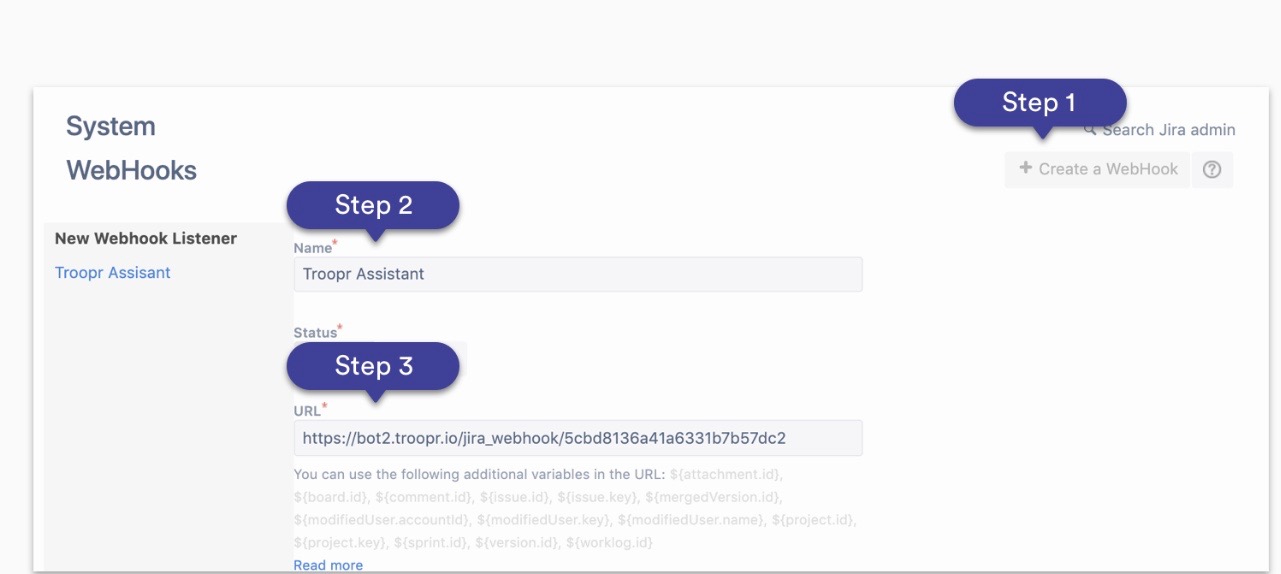 Step 1
System
Search Jira admin
WebHooks
+ Create a WebHook
Step 2
New Webhook Listener
Name*
Troopr Assisant
Troopr Assistant
Status*
Step 3
URL*
https://bot2.troopr.io/jira_webhook/5cbd8136a41a6331b7b57dc2
You can use the following additional variables in the URL: ${attachment.id},
${board.id}, ${comment.id}, ${issue.id}, ${issue.key}, ${mergedVersion.id},
${modifiedUser.accountId}, ${modifiedUser.key}, ${modifiedUser.name}, ${project.id},
${project.key}, ${sprint.id}, ${version.id}, ${worklog.id}
Read more